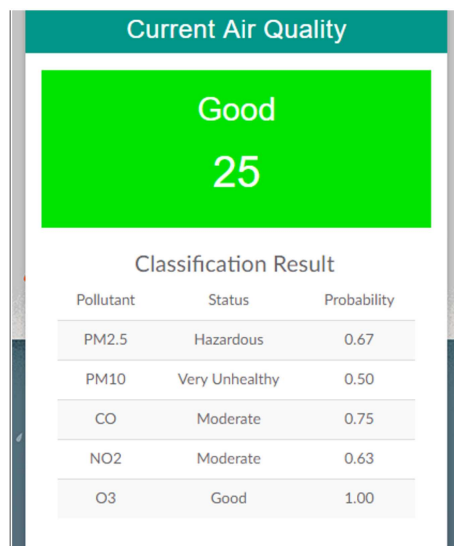 Current Air Quality
Good
25
Classification Result
Pollutant Status Probability
PM2.5 Hazardous 0.67
PM10 Very Unhealthy 0.50
CO Moderate 0.75
NO2 Moderate 0.63
O3 Good 1.00